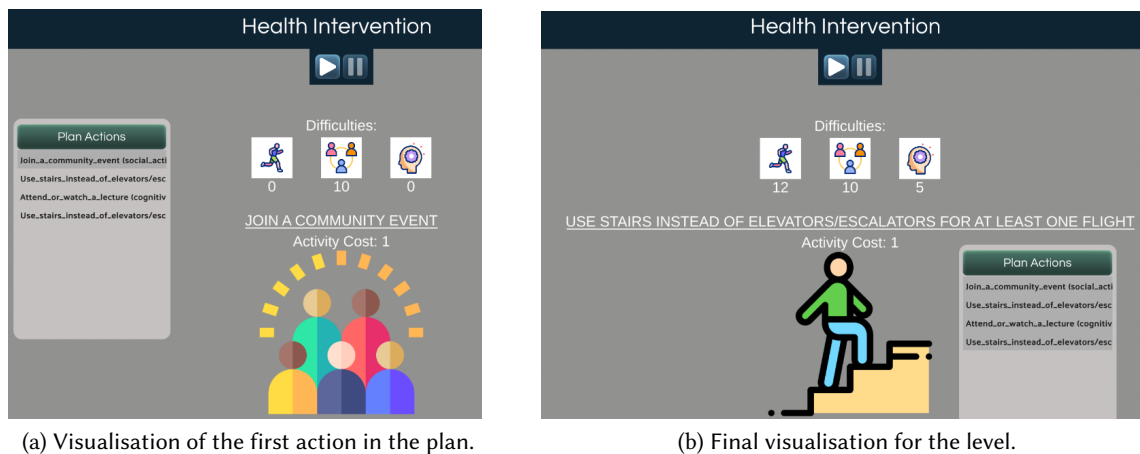 Health Intervention
Difficulties:
0 10 0
Plan Actions
Join_a_community_event (social_acti
Use_stairs_instead_of_elevators/esc
Attend_or_watch_a_lecture (cognitiv
Use_stairs_instead_of_elevators/esc
JOIN A COMMUNITY EVENT
Activity Cost: 1
(a) Visualisation of the first action in the plan.
Health Intervention
Difficulties:
12 10 5
USE STAIRS INSTEAD OF ELEVATORS/ESCALATORS FOR AT LEAST ONE FLIGHT
Activity Cost: 1
Plan Actions
Join_a_community_event (social_acti
Use_stairs_instead_of_elevators/esc
Attend_or_watch_a_lecture (cognitiv
Use_stairs_instead_of_elevators/esc
(b) Final visualisation for the level.